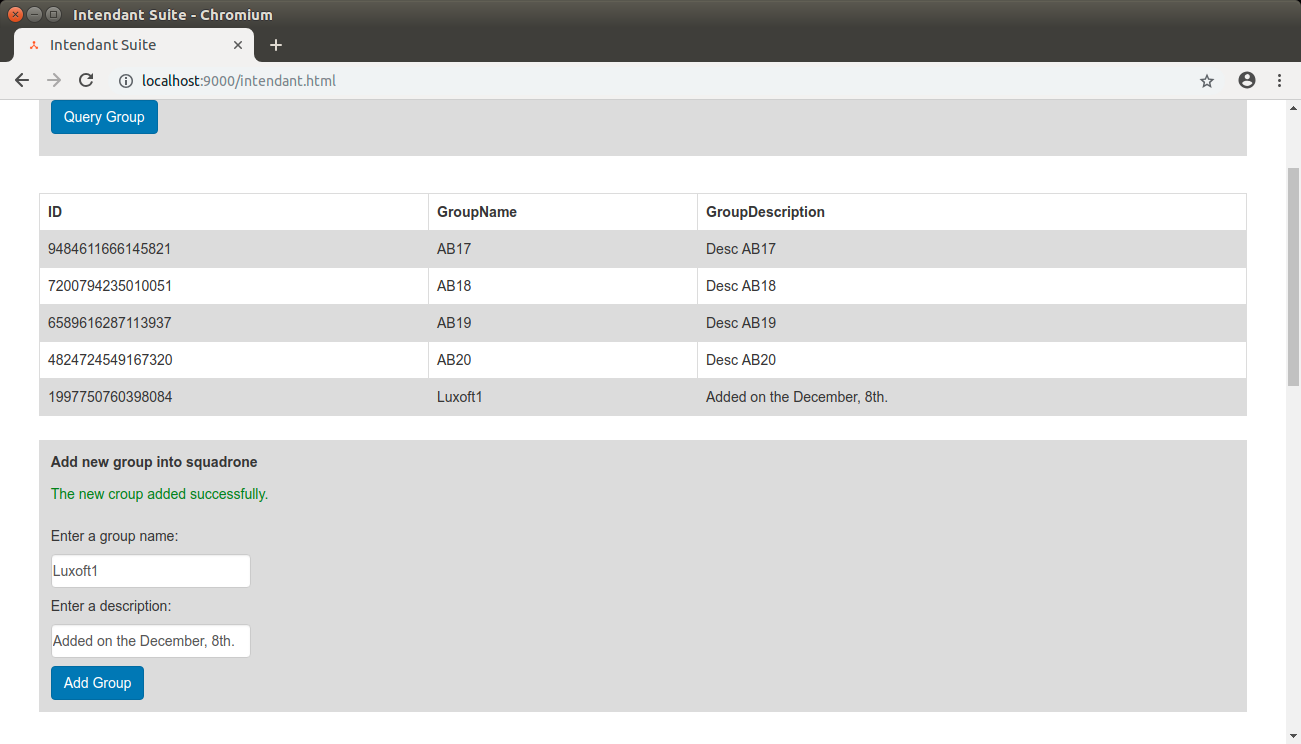 Intendant Suite - Chromium
Intendant Suite
localhost:9000/intendant.html
Query Group
ID GroupName GroupDescription
9484611666145821 AB17 Desc AB17
7200794235010051 AB18 Desc AB18
6589616287113937 AB19 Desc AB19
4824724549167320 AB20 Desc AB20
1997750760398084 Luxoft1 Added on the December, 8th.
Add new group into squadrone
The new croup added successfully.
Enter a group name:
Luxoft1
Enter a description:
Added on the December, 8th.
Add Group